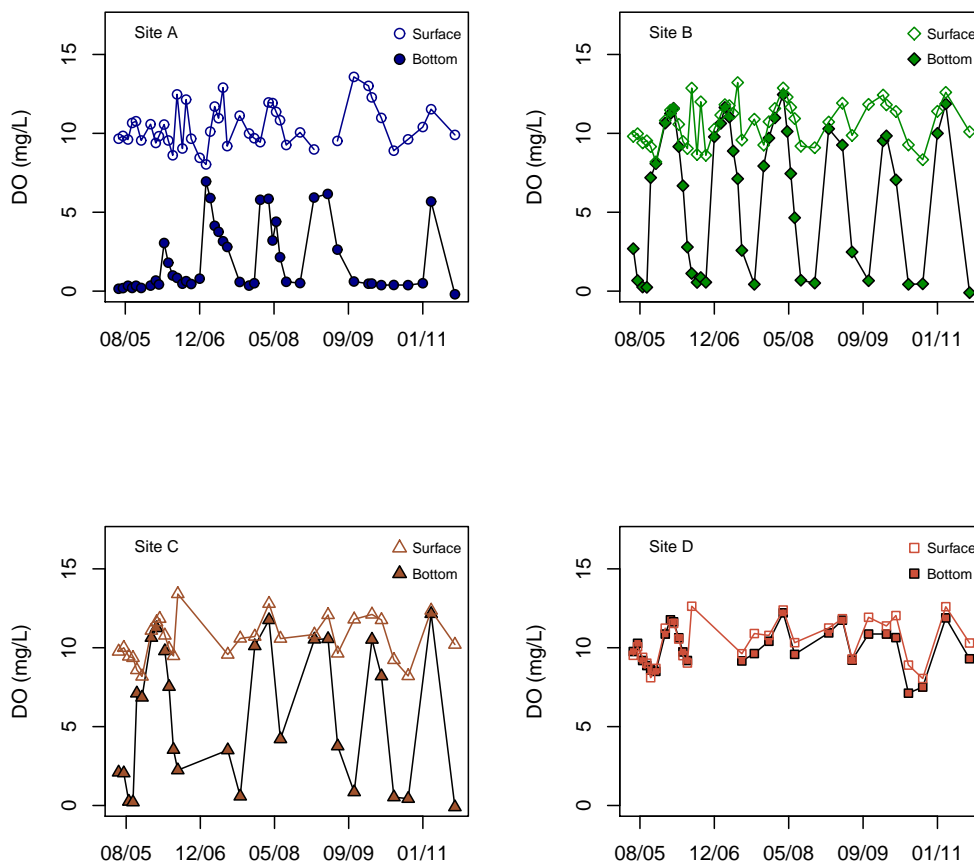 Site A
Surface
Bottom
DO (mg/L)
15
10
5
0
08/05 12/06 05/08 09/09 01/11
Site B
Surface
Bottom
DO (mg/L)
15
10
5
0
08/05 12/06 05/08 09/09 01/11
Site C
Surface
Bottom
DO (mg/L)
15
10
5
0
08/05 12/06 05/08 09/09 01/11
Site D
Surface
Bottom
DO (mg/L)
15
10
5
0
08/05 12/06 05/08 09/09 01/11